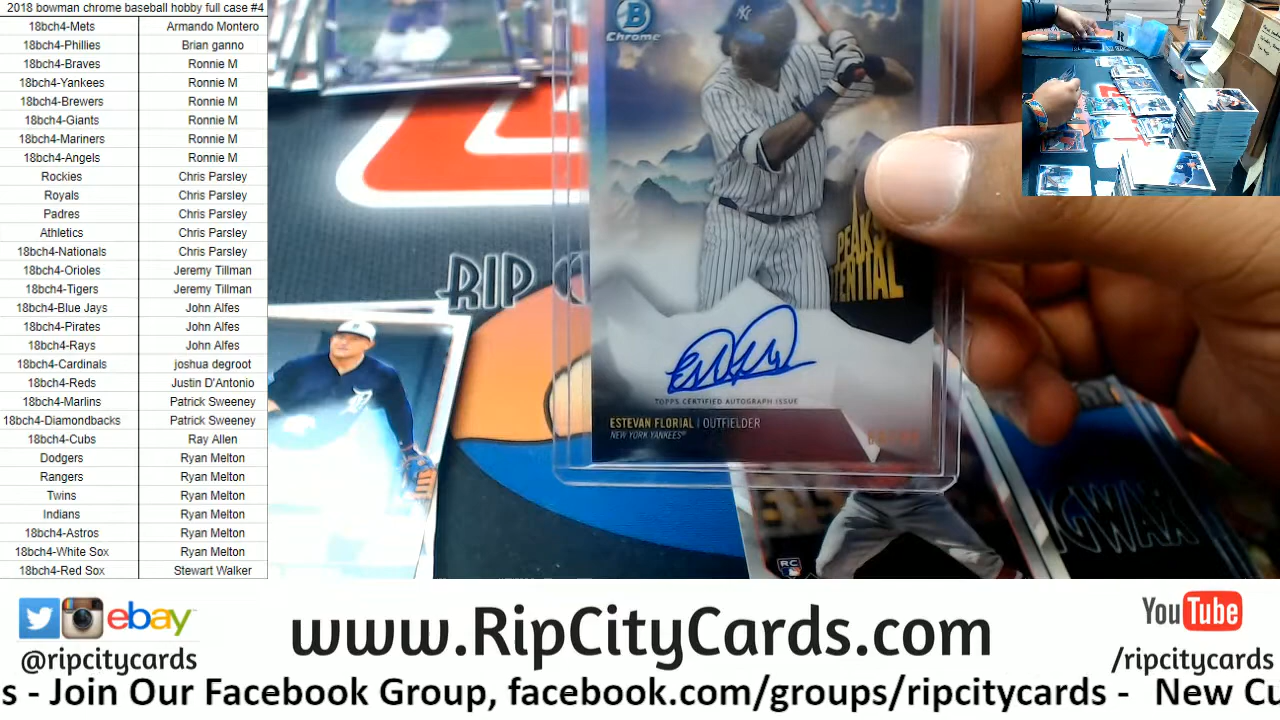 2018 bowman chrome baseball hobby full case #4
18bch4-Mets Armando Montero
18bch4-Phillies Brian ganno
18bch4-Braves Ronnie M
18bch4-Yankees Ronnie M
18bch4-Brewers Ronnie M
18bch4-Giants Ronnie M
18bch4-Mariners Ronnie M
18bch4-Angels Ronnie M
Rockies Chris Parsley
Royals Chris Parsley
Padres Chris Parsley
Athletics Chris Parsley
18bch4-Nationals Chris Parsley
18bch4-Orioles Jeremy Tillman
18bch4-Tigers Jeremy Tillman
18bch4-Blue Jays John Alfes
18bch4-Pirates John Alfes
18bch4-Rays John Alfes
18bch4-Cardinals joshua degroot
18bch4-Reds Justin D'Antonio
18bch4-Marlins Patrick Sweeney
18bch4-Diamondbacks Patrick Sweeney
18bch4-Cubs Ray Allen
Dodgers Ryan Melton
Rangers Ryan Melton
Twins Ryan Melton
Indians Ryan Melton
18bch4-Astros Ryan Melton
18bch4-White Sox Ryan Melton
18bch4-Red Sox Stewart Walker
B
Chrome
RIP
PEAKS
TENTIAL
TOPPS CERTIFIED AUTOGRAPH ISSUE
ESTEVAN FLORIAL | OUTFIELDER
NEW YORK YANKEES®
RC
GWAX
ebay™
@ripcitycards
www.RipCityCards.com
YouTube
/ripcitycards
s - Join Our Facebook Group, facebook.com/groups/ripcitycards - New Cu